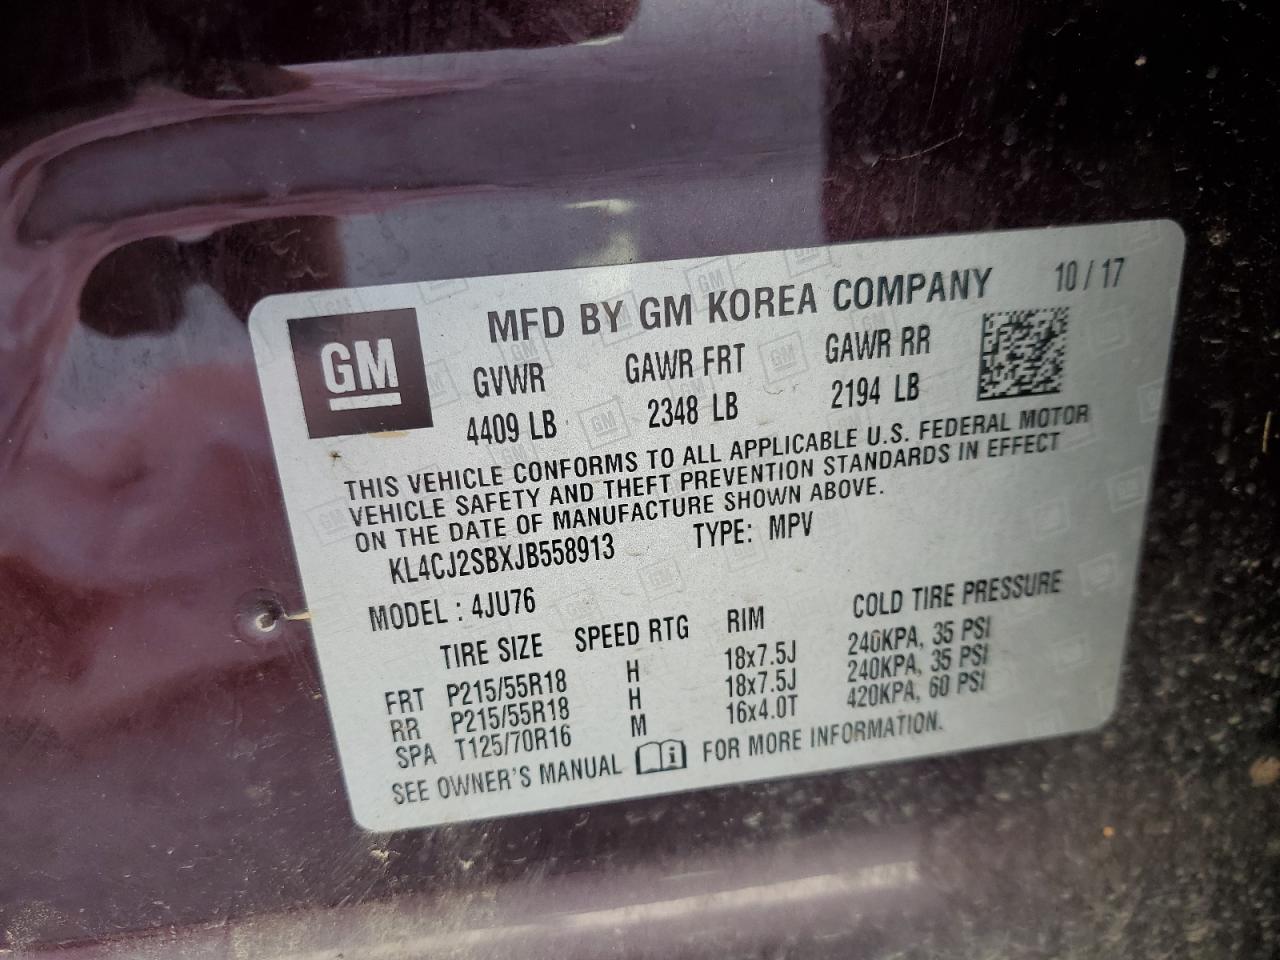 GM
MFD BY GM KOREA COMPANY 10 / 17
GVWR GAWR FRT GAWR RR
4409 LB 2348 LB 2194 LB
THIS VEHICLE CONFORMS TO ALL APPLICABLE U.S. FEDERAL MOTOR
VEHICLE SAFETY AND THEFT PREVENTION STANDARDS IN EFFECT
ON THE DATE OF MANUFACTURE SHOWN ABOVE.
KL4CJ2SBXJB558913 TYPE: MPV
MODEL : 4JU76
TIRE SIZE SPEED RTG RIM COLD TIRE PRESSURE
FRT P215/55R18 H 18x7.5J 240KPA, 35 PSI
RR P215/55R18 H 18x7.5J 240KPA, 35 PSI
SPA T125/70R16 M 16x4.0T 420KPA, 60 PSI
SEE OWNER'S MANUAL FOR MORE INFORMATION.